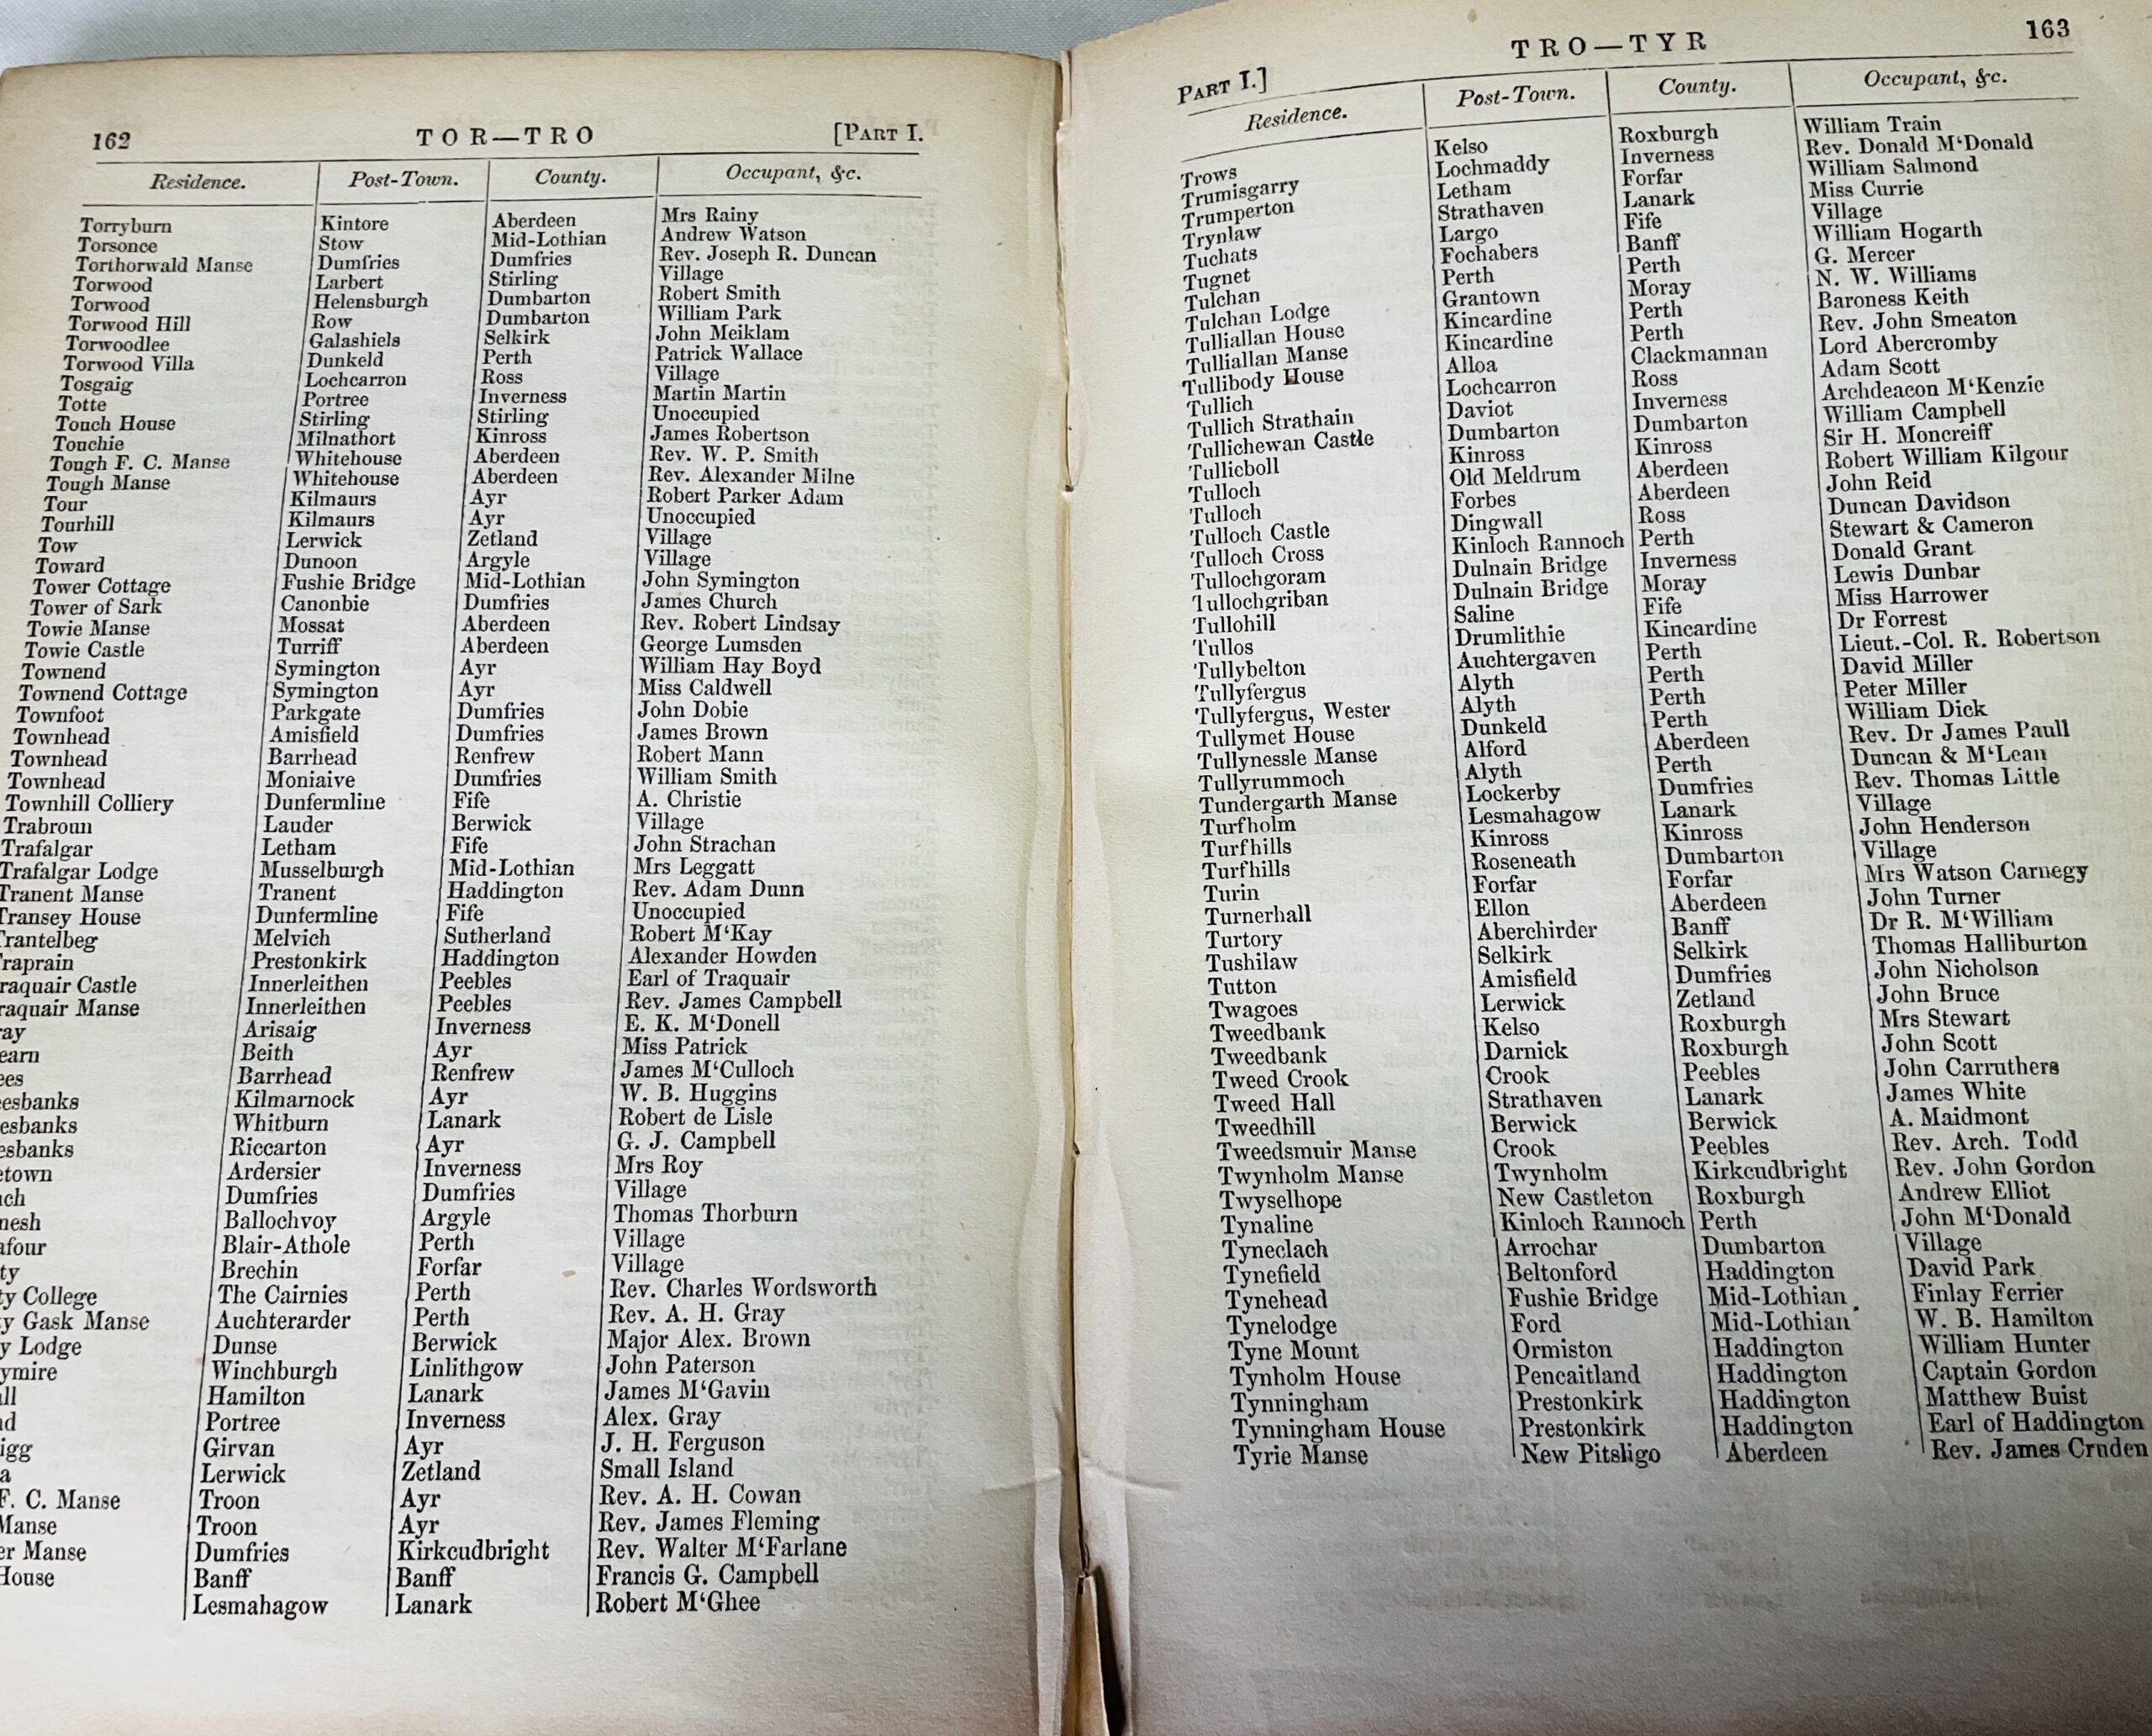 162 TOR—TRO [PART I.
Residence. Post-Town. County. Occupant, &c.
Torryburn Kintore Aberdeen Mrs Rainy
Torsonce Stow Mid-Lothian Andrew Watson
Torthorwald Manse Dumfries Dumfries Rev. Joseph R. Duncan
Torwood Larbert Stirling Village
Torwood Helensburgh Dumbarton Robert Smith
Torwood Hill Row Dumbarton William Park
Torwoodlee Galashiels Selkirk John Meiklam
Torwood Villa Dunkeld Perth Patrick Wallace
Tosgaig Lochcarron Ross Village
Totte Portree Inverness Martin Martin
Touch House Stirling Stirling Unoccupied
Touchie Milnathort Kinross James Robertson
Tough F. C. Manse Whitehouse Aberdeen Rev. W. P. Smith
Tough Manse Whitehouse Aberdeen Rev. Alexander Milne
Tour Kilmaurs Ayr Robert Parker Adam
Tourhill Kilmaurs Ayr Unoccupied
Tow Lerwick Zetland Village
Toward Dunoon Argyle Village
Tower Cottage Fushie Bridge Mid-Lothian John Symington
Tower of Sark Canonbie Dumfries James Church
Towie Manse Mossat Aberdeen Rev. Robert Lindsay
Towie Castle Turriff Aberdeen George Lumsden
Townend Symington Ayr William Hay Boyd
Townend Cottage Symington Ayr Miss Caldwell
Townfoot Parkgate Dumfries John Dobie
Townhead Amisfield Dumfries James Brown
Townhead Barrhead Renfrew Robert Mann
Townhead Moniaive Dumfries William Smith
Townhill Colliery Dunfermline Fife A. Christie
Trabroun Lauder Berwick Village
Trafalgar Letham Fife John Strachan
Trafalgar Lodge Musselburgh Mid-Lothian Mrs Leggatt
Tranent Manse Tranent Haddington Rev. Adam Dunn
Transey House Dunfermline Fife Unoccupied
Trantelbeg Melvich Sutherland Robert M‘Kay
raprain Prestonkirk Haddington Alexander Howden
raquair Castle Innerleithen Peebles Earl of Traquair
raquair Manse Innerleithen Peebles Rev. James Campbell
ay Arisaig Inverness E. K. M‘Donell
earn Beith Ayr Miss Patrick
ees Barrhead Renfrew James M‘Culloch
eesbanks Kilmarnock Ayr W. B. Huggins
esbanks Whitburn Lanark Robert de Lisle
esbanks Riccarton Ayr G. J. Campbell
etown Ardersier Inverness Mrs Roy
ch Dumfries Dumfries Village
nesh Ballochvoy Argyle Thomas Thorburn
afour Blair-Athole Perth Village
ty Brechin Forfar Village
ty College The Cairnies Perth Rev. Charles Wordsworth
y Gask Manse Auchterarder Perth Rev. A. H. Gray
y Lodge Dunse Berwick Major Alex. Brown
ymire Winchburgh Linlithgow John Paterson
ll Hamilton Lanark James M‘Gavin
d Portree Inverness Alex. Gray
igg Girvan Ayr J. H. Ferguson
a Lerwick Zetland Small Island
F. C. Manse Troon Ayr Rev. A. H. Cowan
Manse Troon Ayr Rev. James Fleming
er Manse Dumfries Kirkcudbright Rev. Walter M‘Farlane
House Banff Banff Francis G. Campbell
Lesmahagow Lanark Robert M‘Ghee
PART I.] TRO—TYR 163
Residence. Post-Town. County. Occupant, &c.
Trows Kelso Roxburgh William Train
Trumisgarry Lochmaddy Inverness Rev. Donald M‘Donald
Trumperton Letham Forfar William Salmond
Trynlaw Strathaven Lanark Miss Currie
Tuchats Largo Fife Village
Tugnet Fochabers Banff William Hogarth
Tulchan Perth Perth G. Mercer
Tulchan Lodge Grantown Moray N. W. Williams
Tulliallan House Kincardine Perth Baroness Keith
Tulliallan Manse Kincardine Perth Rev. John Smeaton
Tullibody House Alloa Clackmannan Lord Abercromby
Tullich Lochcarron Ross Adam Scott
Tullich Strathain Daviot Inverness Archdeacon M‘Kenzie
Tullichewan Castle Dumbarton Dumbarton William Campbell
Tullieboll Kinross Kinross Sir H. Moncreiff
Tulloch Old Meldrum Aberdeen Robert William Kilgour
Tulloch Forbes Aberdeen John Reid
Tulloch Castle Dingwall Ross Duncan Davidson
Tulloch Cross Kinloch Rannoch Perth Stewart & Cameron
Tullochgoram Dulnain Bridge Inverness Donald Grant
Tullochgriban Dulnain Bridge Moray Lewis Dunbar
Tullohill Saline Fife Miss Harrower
Tullos Drumlithie Kincardine Dr Forrest
Tullybelton Auchtergaven Perth Lieut.-Col. R. Robertson
Tullyfergus Alyth Perth David Miller
Tullyfergus, Wester Alyth Perth Peter Miller
Tullymet House Dunkeld Perth William Dick
Tullynessle Manse Alford Aberdeen Rev. Dr James Paull
Tullyrummoch Alyth Perth Duncan & M‘Lean
Tundergarth Manse Lockerby Dumfries Rev. Thomas Little
Turfholm Lesmahagow Lanark Village
Turfhills Kinross Kinross John Henderson
Turfhills Roseneath Dumbarton Village
Turin Forfar Forfar Mrs Watson Carnegy
Turnerhall Ellon Aberdeen John Turner
Turtory Aberchirder Banff Dr R. M‘William
Tushilaw Selkirk Selkirk Thomas Halliburton
Tutton Amisfield Dumfries John Nicholson
Twagoes Lerwick Zetland John Bruce
Tweedbank Kelso Roxburgh Mrs Stewart
Tweedbank Darnick Roxburgh John Scott
Tweed Crook Crook Peebles John Carruthers
Tweed Hall Strathaven Lanark James White
Tweedhill Berwick Berwick A. Maidmont
Tweedsmuir Manse Crook Peebles Rev. Arch. Todd
Twynholm Manse Twynholm Kirkcudbright Rev. John Gordon
Twyselhope New Castleton Roxburgh Andrew Elliot
Tynaline Kinloch Rannoch Perth John M‘Donald
Tyneclach Arrochar Dumbarton Village
Tynefield Beltonford Haddington David Park
Tynehead Fushie Bridge Mid-Lothian Finlay Ferrier
Tynelodge Ford Mid-Lothian W. B. Hamilton
Tyne Mount Ormiston Haddington William Hunter
Tynholm House Pencaitland Haddington Captain Gordon
Tynningham Prestonkirk Haddington Matthew Buist
Tynningham House Prestonkirk Haddington Earl of Haddington
Tyrie Manse New Pitsligo Aberdeen Rev. James Cruden